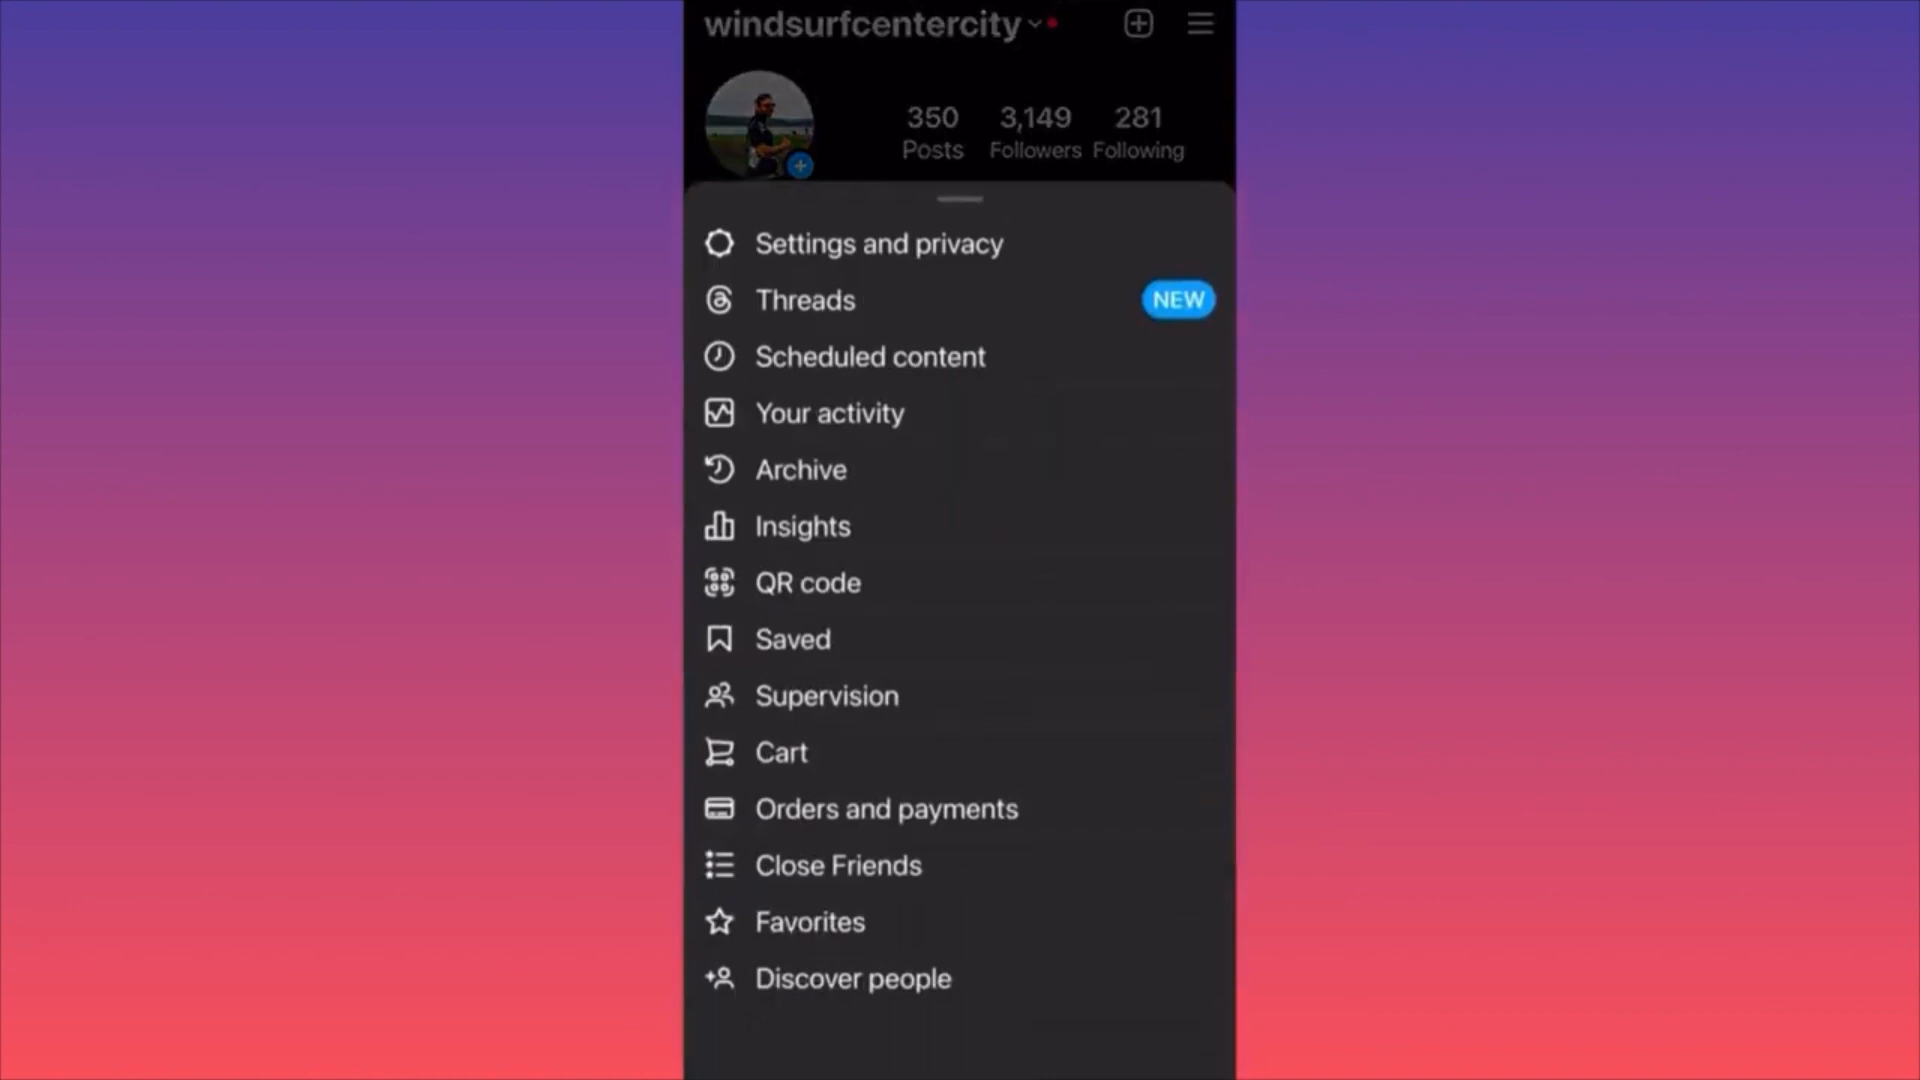 windsurfcentercity
350 3,149 281
Posts Followers Following
Settings and privacy
Threads NEW
Scheduled content
Your activity
Archive
Insights
QR code
Saved
Supervision
Cart
Orders and payments
Close Friends
Favorites
Discover people